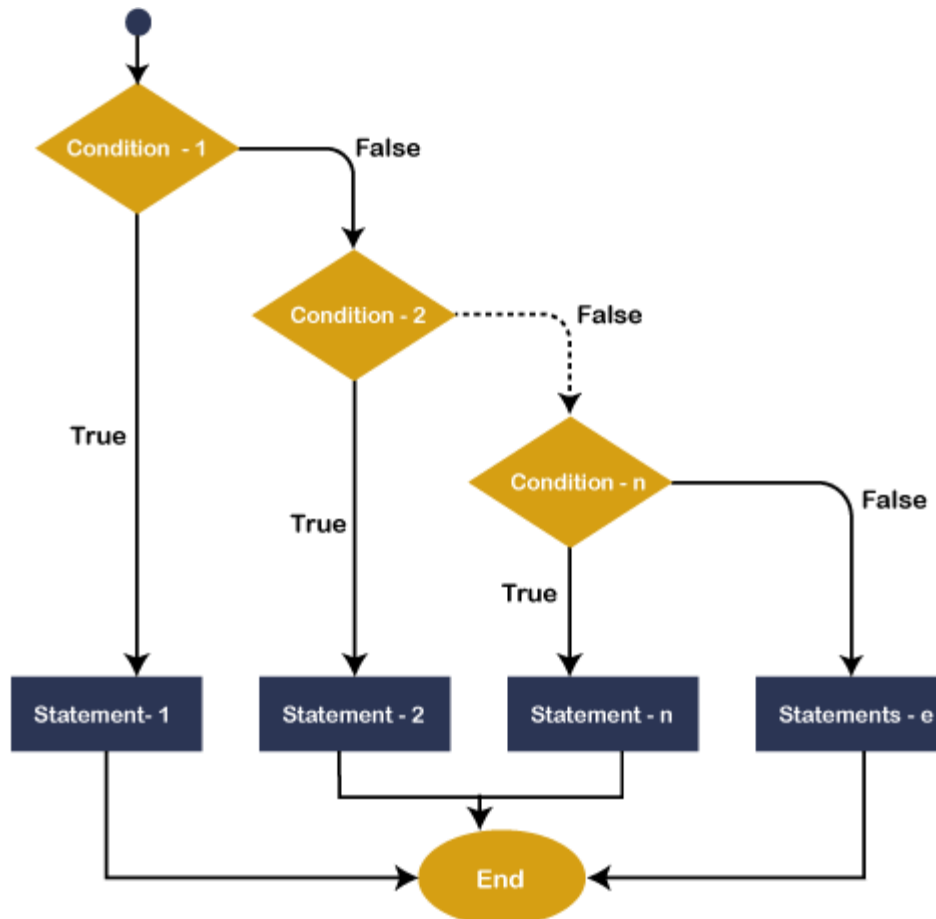 Condition - 1
False
Condition - 2
False
True
Condition - n
False
True
True
Statement- 1
Statement - 2
Statement - n
Statements - e
End